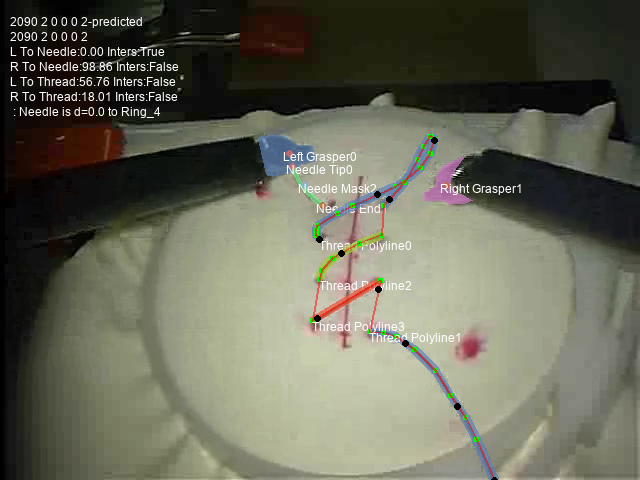 2090 2 0 0 0 2-predicted
2090 2 0 0 0 2
L To Needle:0.00 Inters:True
R To Needle:98.86 Inters:False
L To Thread:56.76 Inters:False
R To Thread:18.01 Inters:False
: Needle is d=0.0 to Ring_4
Left Grasper0
Needle Tip0
Needle Mask2
Right Grasper1
Needle End
Thread Polyline0
Thread Polyline2
Thread Polyline3
Thread Polyline1